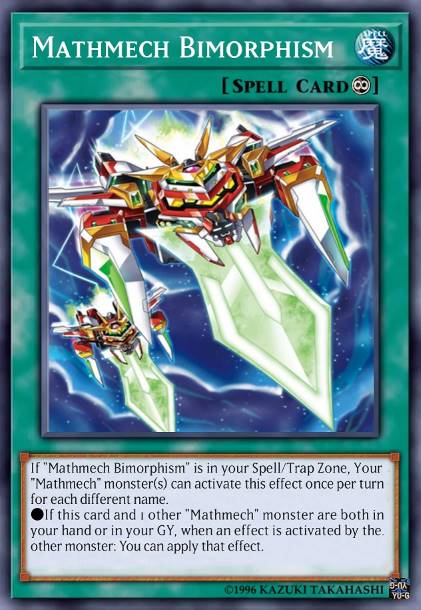 Mathmech Bimorphism
SPELL
魔
[Spell Card]
If "Mathmech Bimorphism" is in your Spell/Trap Zone, Your
"Mathmech" monster(s) can activate this effect once per turn
for each different name.
●If this card and 1 other "Mathmech" monster are both in
your hand or in your GY, when an effect is activated by the
other monster: You can apply that effect.
©1996 KAZUKI TAKAHASHI